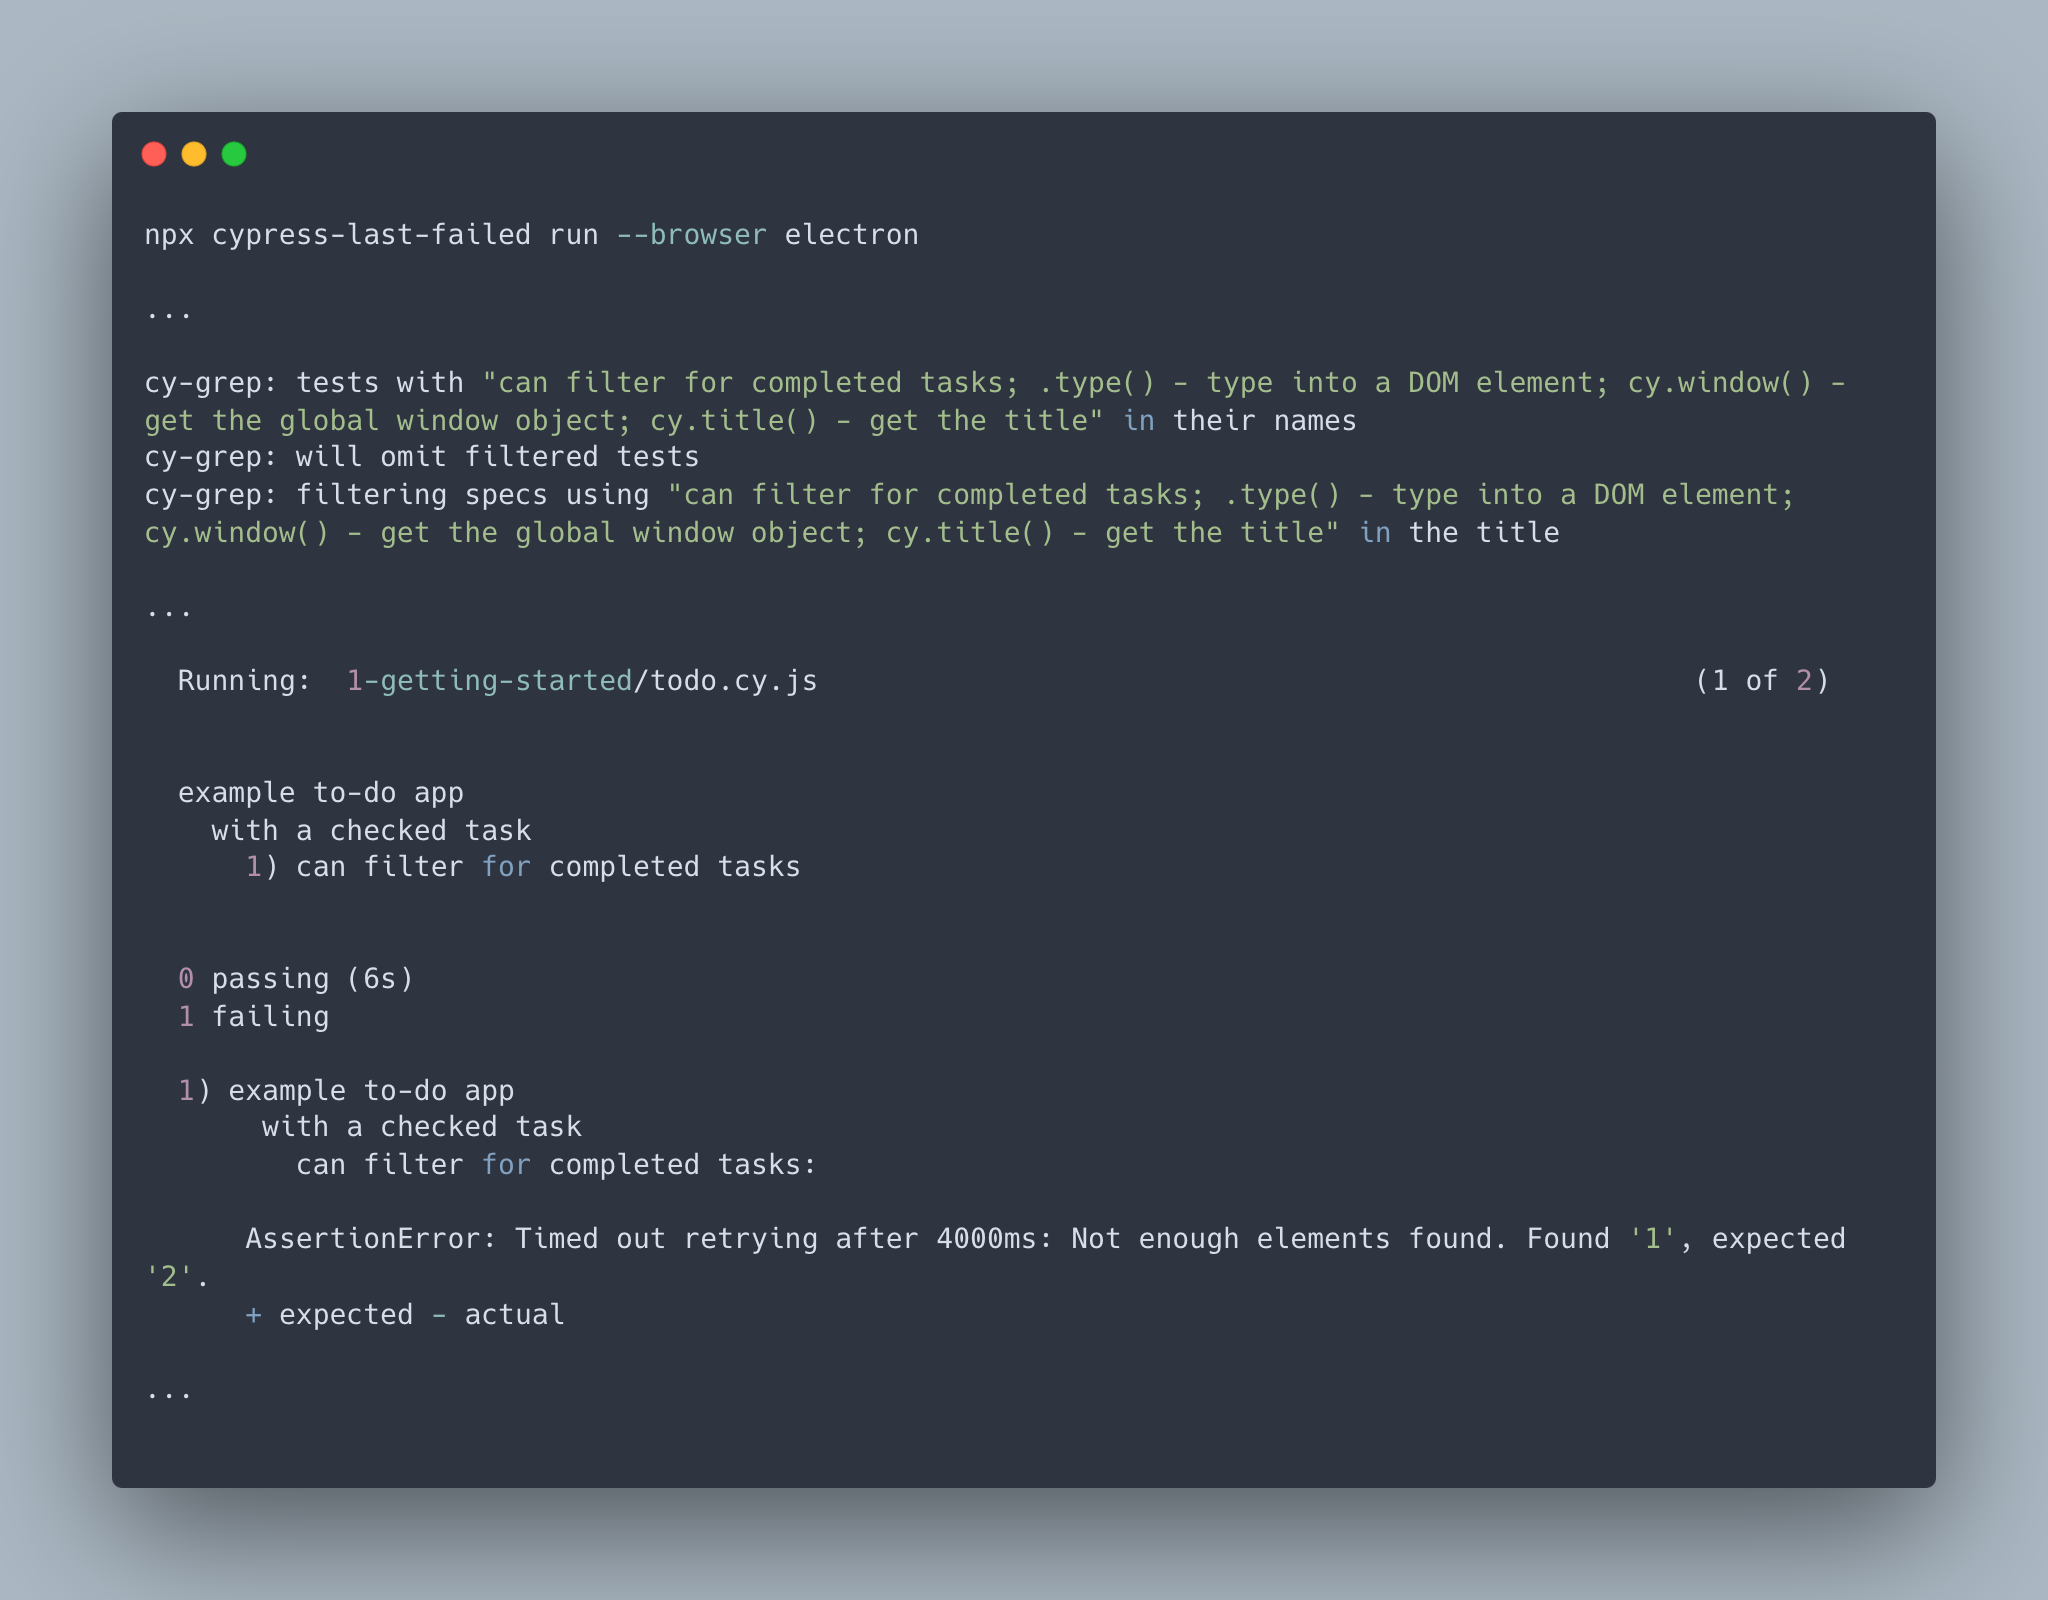 npx cypress-last-failed run --browser electron
...
cy-grep: tests with "can filter for completed tasks; .type() - type into a DOM element; cy.window() -
get the global window object; cy.title() - get the title" in their names
cy-grep: will omit filtered tests
cy-grep: filtering specs using "can filter for completed tasks; .type() - type into a DOM element;
cy.window() - get the global window object; cy.title() - get the title" in the title
...
Running:  1-getting-started/todo.cy.js (1 of 2)
example to-do app
with a checked task
1) can filter for completed tasks
0 passing (6s)
1 failing
1) example to-do app
with a checked task
can filter for completed tasks:
AssertionError: Timed out retrying after 4000ms: Not enough elements found. Found '1', expected
'2'.
+ expected - actual
...